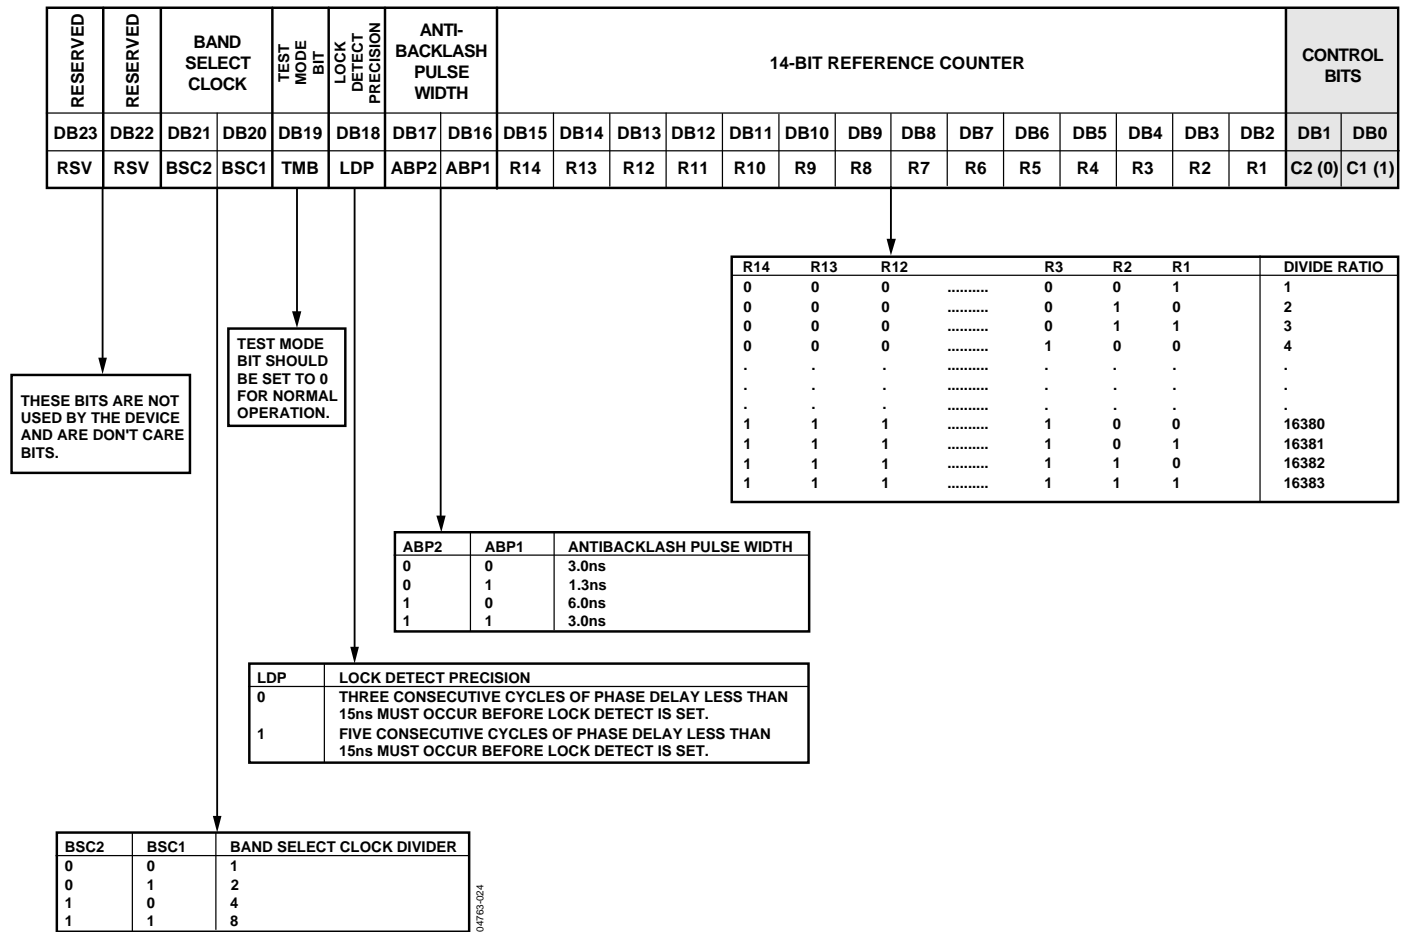 RESERVED
RESERVED
BAND
SELECT
CLOCK
TEST
MODE
BIT
LOCK
DETECT
PRECISION
ANTI-
BACKLASH
PULSE
WIDTH
14-BIT REFERENCE COUNTER
CONTROL
BITS
DB23 DB22 DB21 DB20 DB19 DB18 DB17 DB16 DB15 DB14 DB13 DB12 DB11 DB10 DB9 DB8 DB7 DB6 DB5 DB4 DB3 DB2 DB1 DB0
RSV RSV BSC2 BSC1 TMB LDP ABP2 ABP1 R14 R13 R12 R11 R10 R9 R8 R7 R6 R5 R4 R3 R2 R1 C2 (0) C1 (1)
R14 R13 R12 R3 R2 R1 DIVIDE RATIO
0 0 0 .......... 0 0 1 1
0 0 0 .......... 0 1 0 2
0 0 0 .......... 0 1 1 3
0 0 0 .......... 1 0 0 4
. . . .......... . . . .
. . . .......... . . . .
. . . .......... . . . .
1 1 1 .......... 1 0 0 16380
1 1 1 .......... 1 0 1 16381
1 1 1 .......... 1 1 0 16382
1 1 1 .......... 1 1 1 16383
TEST MODE
BIT SHOULD
BE SET TO 0
FOR NORMAL
OPERATION.
THESE BITS ARE NOT
USED BY THE DEVICE
AND ARE DON'T CARE
BITS.
ABP2 ABP1 ANTIBACKLASH PULSE WIDTH
0 0 3.0ns
0 1 1.3ns
1 0 6.0ns
1 1 3.0ns
LDP LOCK DETECT PRECISION
0 THREE CONSECUTIVE CYCLES OF PHASE DELAY LESS THAN
15ns MUST OCCUR BEFORE LOCK DETECT IS SET.
1 FIVE CONSECUTIVE CYCLES OF PHASE DELAY LESS THAN
15ns MUST OCCUR BEFORE LOCK DETECT IS SET.
BSC2 BSC1 BAND SELECT CLOCK DIVIDER
0 0 1
0 1 2
1 0 4
1 1 8
04763-024